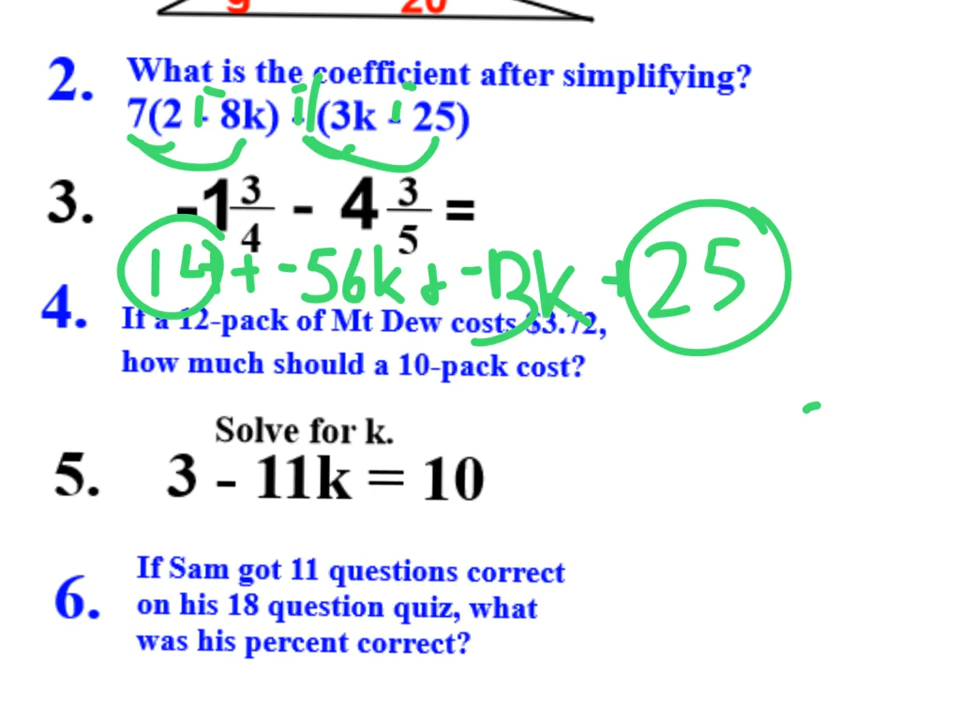 9 20
2. What is the coefficient after simplifying?
7(2 - 8k) - (3k - 25)
3. -1 3/4 - 4 3/5 =
14 + -56k + -3k + 25
4. If a 12-pack of Mt Dew costs $3.72,
how much should a 10-pack cost?
Solve for k.
5. 3 - 11k = 10
6. If Sam got 11 questions correct
on his 18 question quiz, what
was his percent correct?